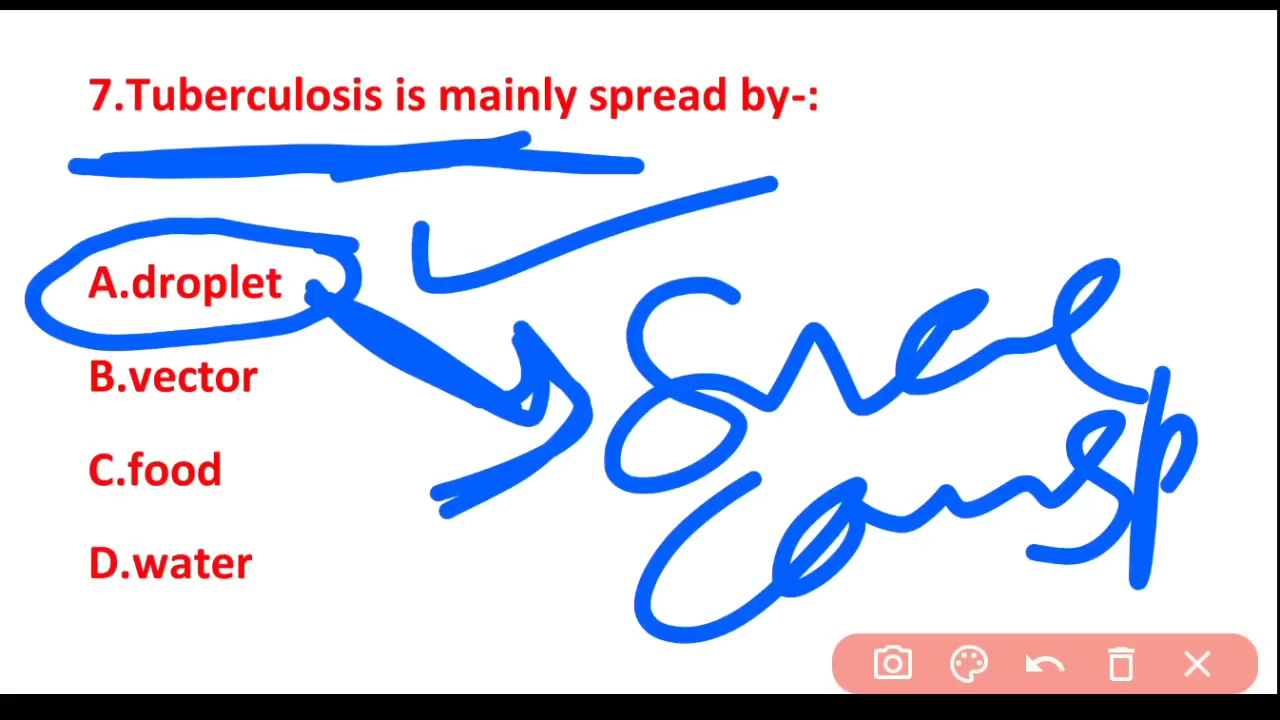 7.Tuberculosis is mainly spread by-:
A.droplet
B.vector
C.food
D.water